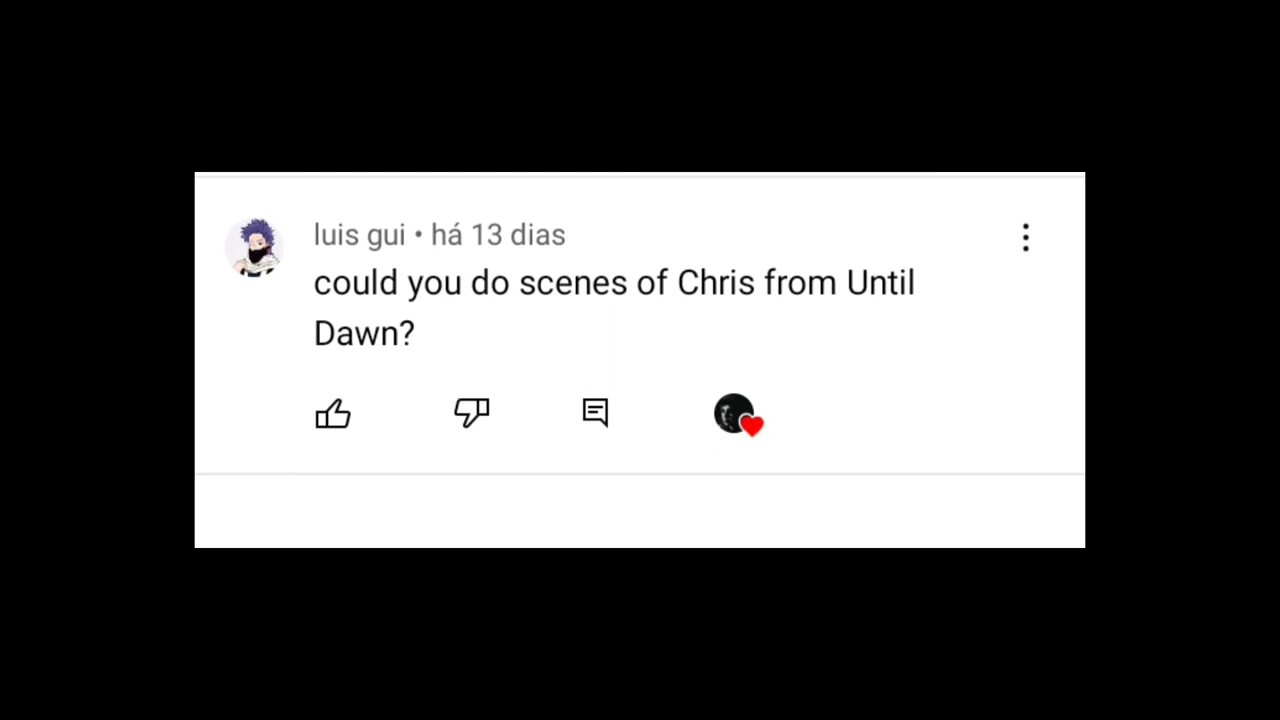 luis gui • há 13 dias
could you do scenes of Chris from Until
Dawn?